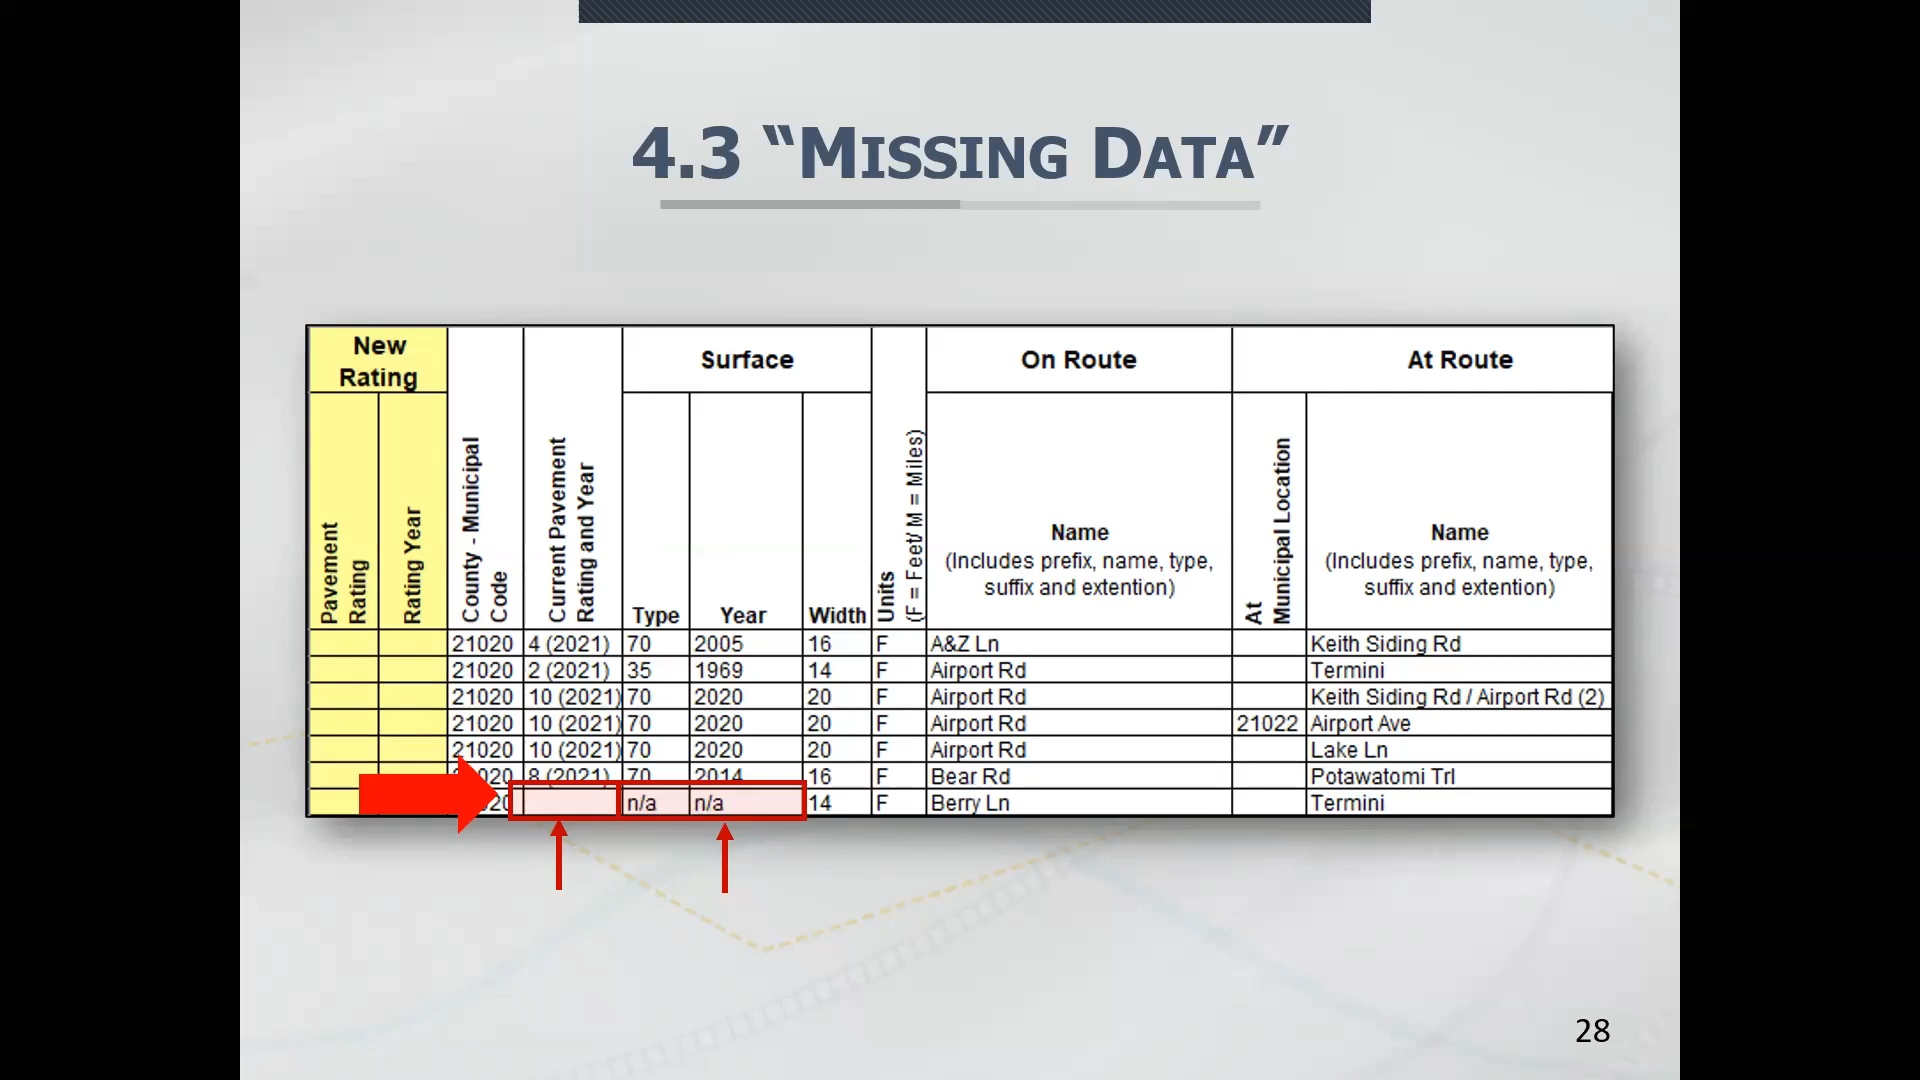 4.3 “Missing Data”
New Rating
Surface
On Route
At Route
Pavement Rating
Rating Year
County - Municipal Code
Current Pavement Rating and Year
Type
Year
Width
Units (F = Feet/ M = Miles)
Name
(Includes prefix, name, type, suffix and extention)
At Municipal Location
Name
(Includes prefix, name, type, suffix and extention)
21020 4 (2021) 70 2005 16 F A&Z Ln Keith Siding Rd
21020 2 (2021) 35 1969 14 F Airport Rd Termini
21020 10 (2021) 70 2020 20 F Airport Rd Keith Siding Rd / Airport Rd (2)
21020 10 (2021) 70 2020 20 F Airport Rd 21022 Airport Ave
21020 10 (2021) 70 2020 20 F Airport Rd Lake Ln
8 (2021) 70 2014 16 F Bear Rd Potawatomi Trl
n/a n/a 14 F Berry Ln Termini
28